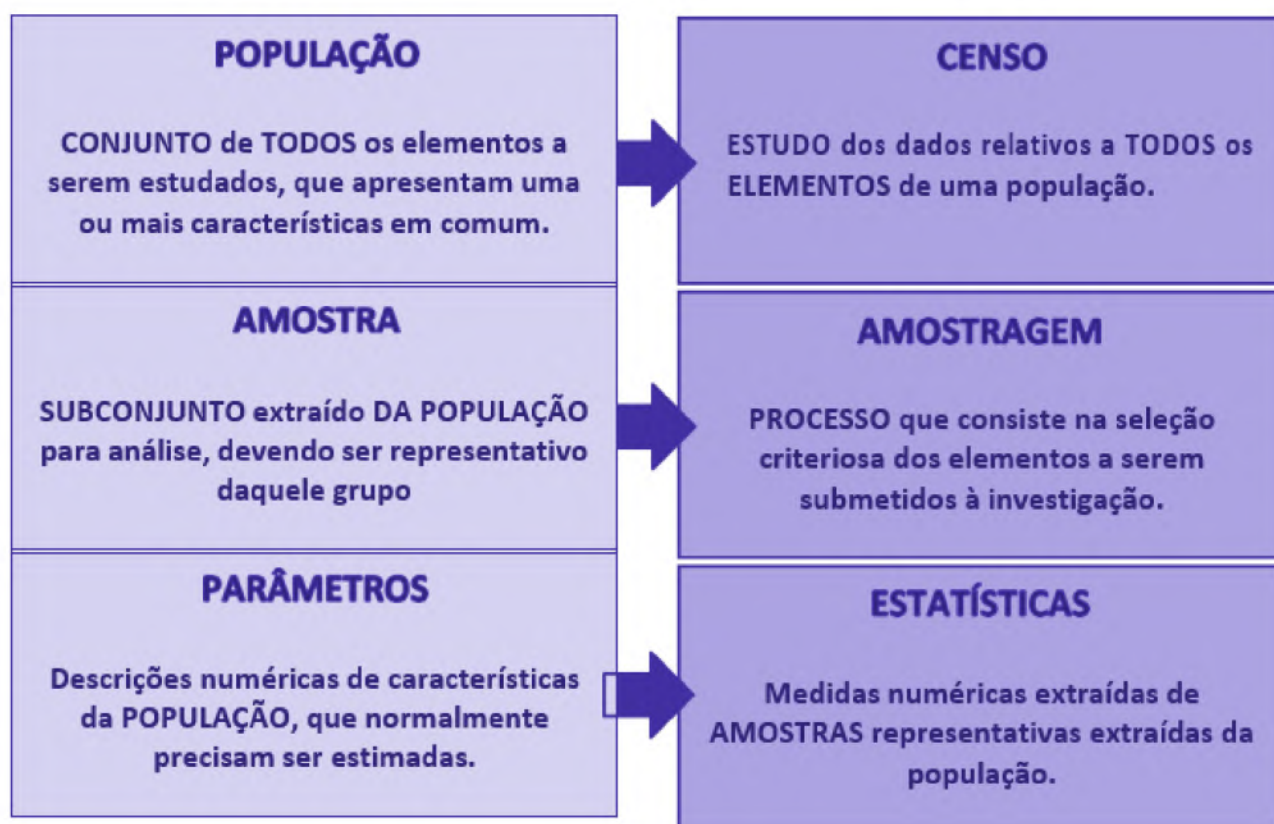 POPULAÇÃO
CONJUNTO de TODOS os elementos a
serem estudados, que apresentam uma
ou mais características em comum.
CENSO
ESTUDO dos dados relativos a TODOS os
ELEMENTOS de uma população.
AMOSTRA
SUBCONJUNTO extraído DA POPULAÇÃO
para análise, devendo ser representativo
daquele grupo
AMOSTRAGEM
PROCESSO que consiste na seleção
criteriosa dos elementos a serem
submetidos à investigação.
PARÂMETROS
Descrições numéricas de características
da POPULAÇÃO, que normalmente
precisam ser estimadas.
ESTATÍSTICAS
Medidas numéricas extraídas de
AMOSTRAS representativas extraídas da
população.